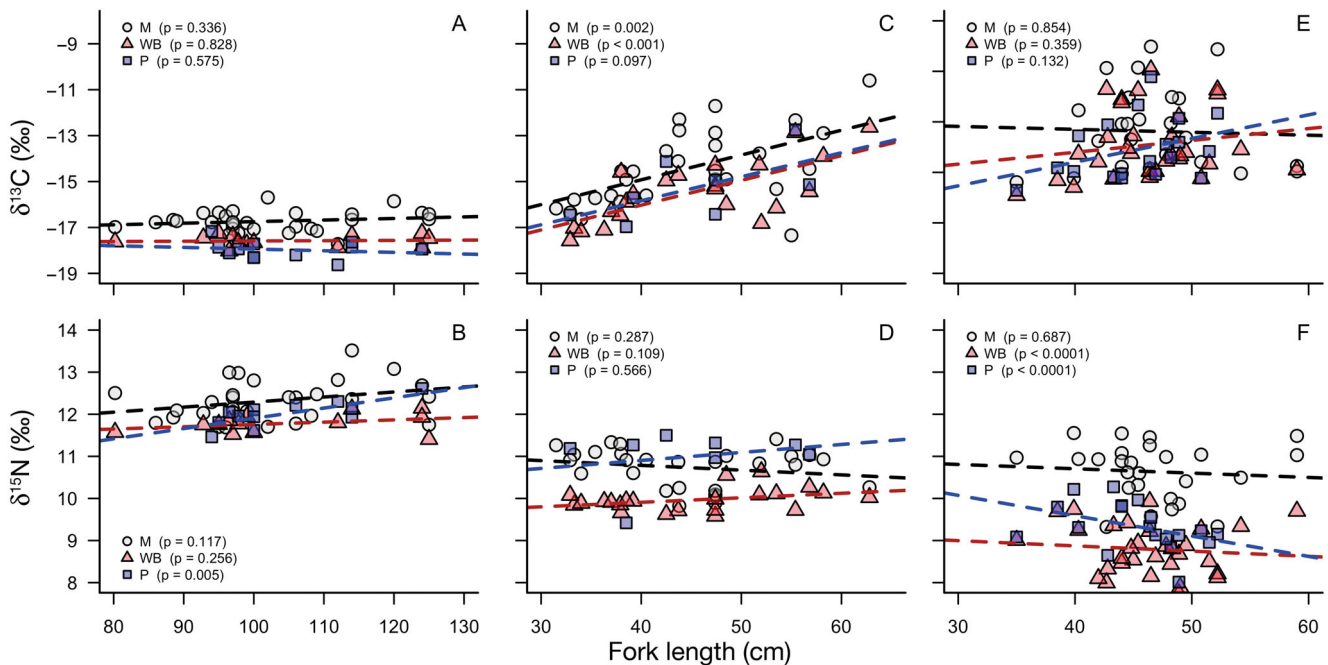 A
M (p = 0.336)
WB (p = 0.828)
P (p = 0.575)
C
M (p = 0.002)
WB (p < 0.001)
P (p = 0.097)
E
M (p = 0.854)
WB (p = 0.359)
P (p = 0.132)
δ¹³C (‰)
−9
−11
−13
−15
−17
−19
B
M (p = 0.117)
WB (p = 0.256)
P (p = 0.005)
D
M (p = 0.287)
WB (p = 0.109)
P (p = 0.566)
F
M (p = 0.687)
WB (p < 0.0001)
P (p < 0.0001)
δ¹⁵N (‰)
14
13
12
11
10
9
8
80 90 100 110 120 130
30 40 50 60
30 40 50 60
Fork length (cm)